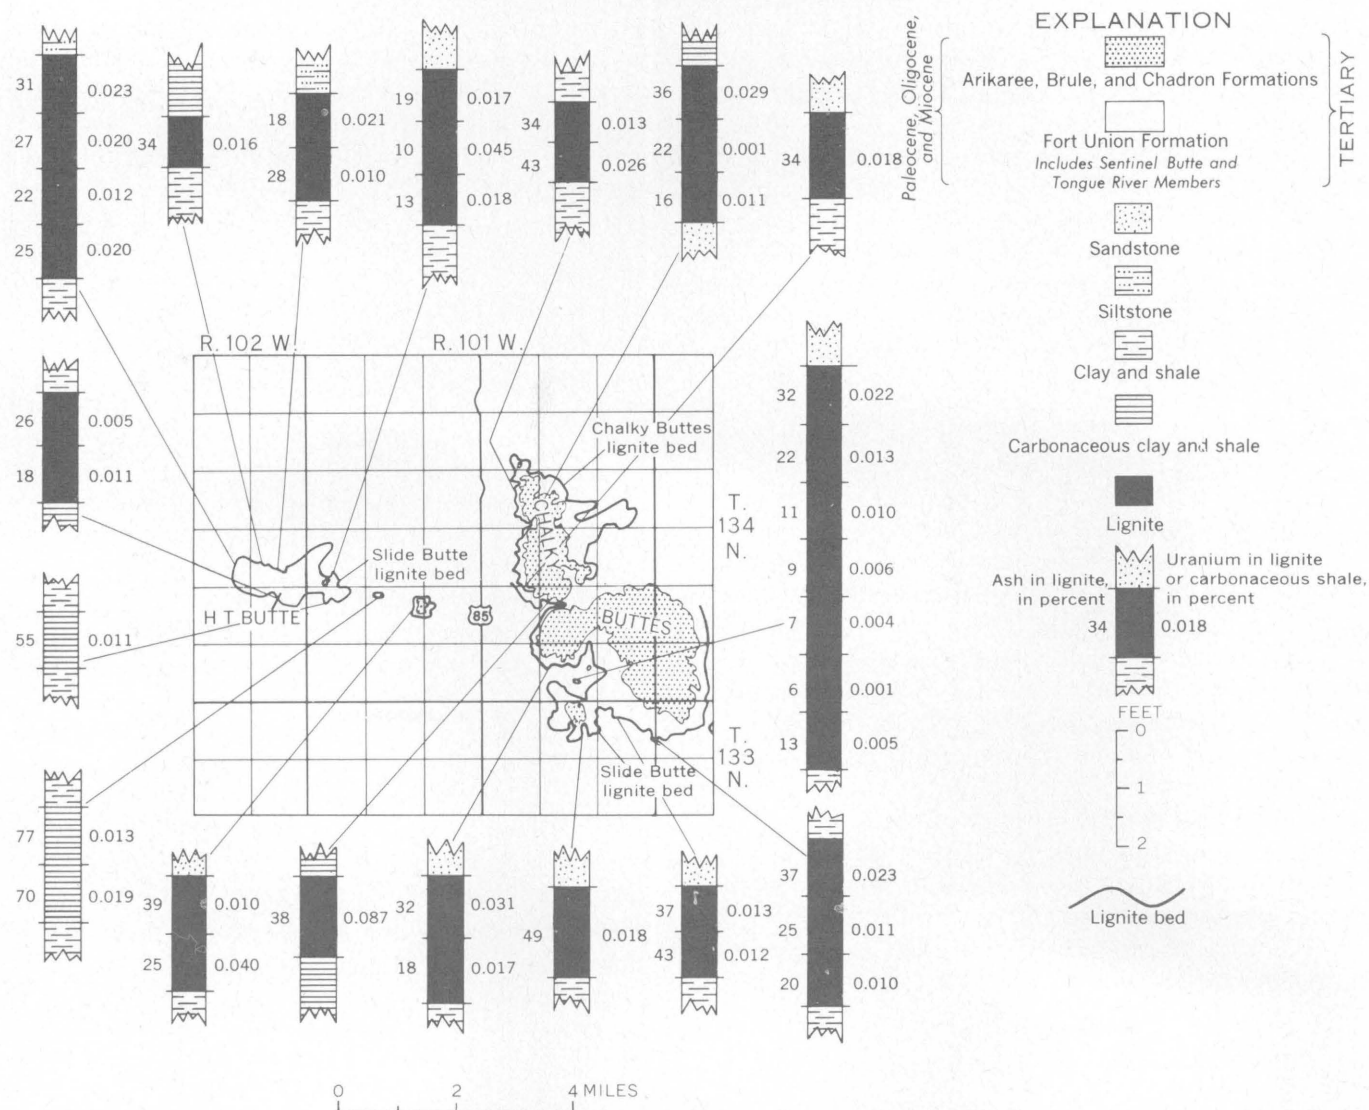 EXPLANATION
Arikaree, Brule, and Chadron Formations
Fort Union Formation
Includes Sentinel Butte and
Tongue River Members
Paleocene, Oligocene,
and Miocene
TERTIARY
Sandstone
Siltstone
Clay and shale
Carbonaceous clay and shale
Lignite
Ash in lignite,
in percent
Uranium in lignite
or carbonaceous shale,
in percent
34 0.018
FEET
0
1
2
Lignite bed
31 0.023
27 0.020
22 0.012
25 0.020
34 0.016
18 0.021
28 0.010
19 0.017
10 0.045
13 0.018
34 0.013
43 0.026
36 0.029
22 0.001
16 0.011
34 0.018
26 0.005
18 0.011
55 0.011
77 0.013
70 0.019
R. 102 W.
R. 101 W.
Chalky Buttes
lignite bed
CHALKY
BUTTES
T.
134
N.
Slide Butte
lignite bed
H T BUTTE
85
T.
133
N.
Slide Butte
lignite bed
32 0.022
22 0.013
11 0.010
9 0.006
7 0.004
6 0.001
13 0.005
39 0.010
25 0.040
38 0.087
32 0.031
18 0.017
49 0.018
37 0.013
43 0.012
37 0.023
25 0.011
20 0.010
0 2 4 MILES